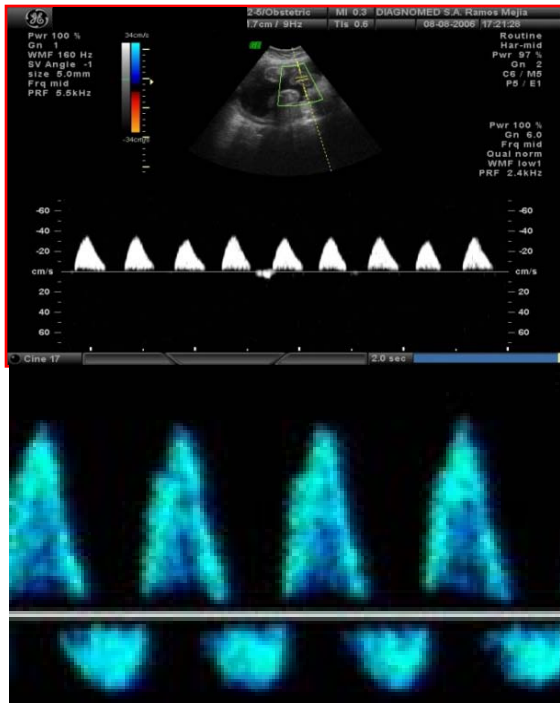 2-5/Obstetric MI 0.3 DIAGNOMED S.A. Ramos Mejia
.7cm / 9Hz TIs 0.6 08-08-2006 17:21:26
Pwr 100 %
Gn 1
WMF 160 Hz
SV Angle -1
size 5.0mm
Frq mid
PRF 5.5kHz
34cm/s
-34cm/s
Routine
Har-mid
Pwr 97 %
Gn 2
C6 / M5
P5 / E1
Pwr 100 %
Gn 6.0
Frq mid
Qual norm
WMF low1
PRF 2.4kHz
-60 -60
-40 -40
-20 -20
cm/s cm/s
20 20
40 40
60 60
Cine 17 2.0 sec